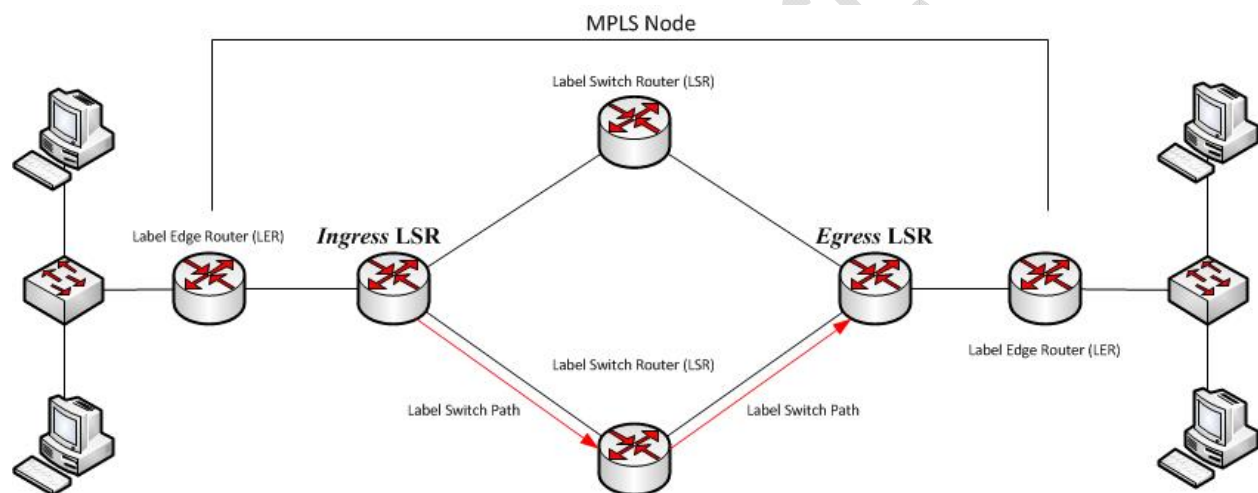 MPLS Node
Label Switch Router (LSR)
Label Edge Router (LER)
Ingress LSR
Egress LSR
Label Switch Router (LSR)
Label Edge Router (LER)
Label Switch Path
Label Switch Path